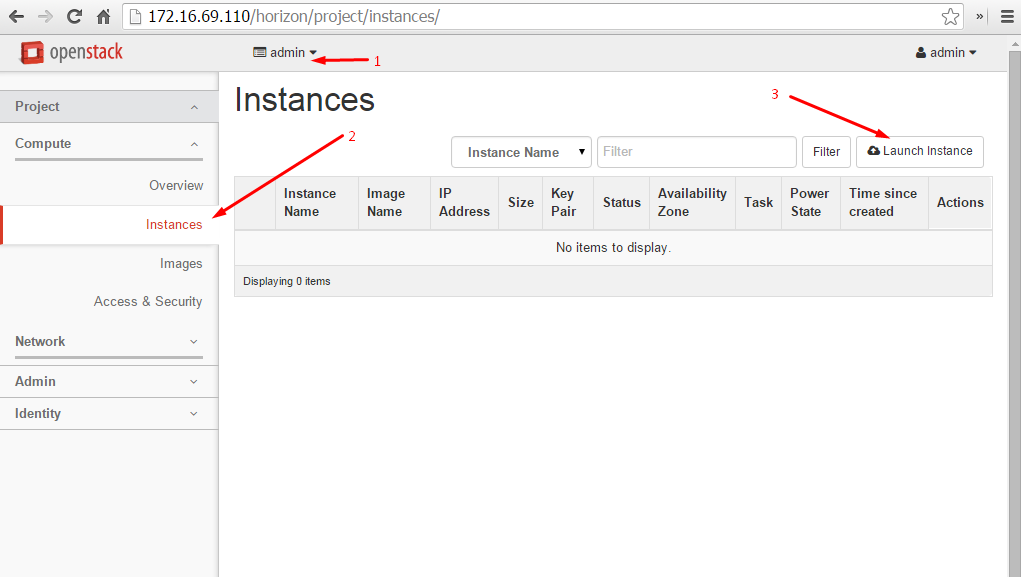 172.16.69.110/horizon/project/instances/
»
openstack
admin
1
admin
Project
Compute
Overview
Instances
Images
Access & Security
Network
Admin
Identity
Instances
2
3
Instance Name
Filter
Filter
Launch Instance
Instance Name
Image Name
IP Address
Size
Key Pair
Status
Availability Zone
Task
Power State
Time since created
Actions
No items to display.
Displaying 0 items